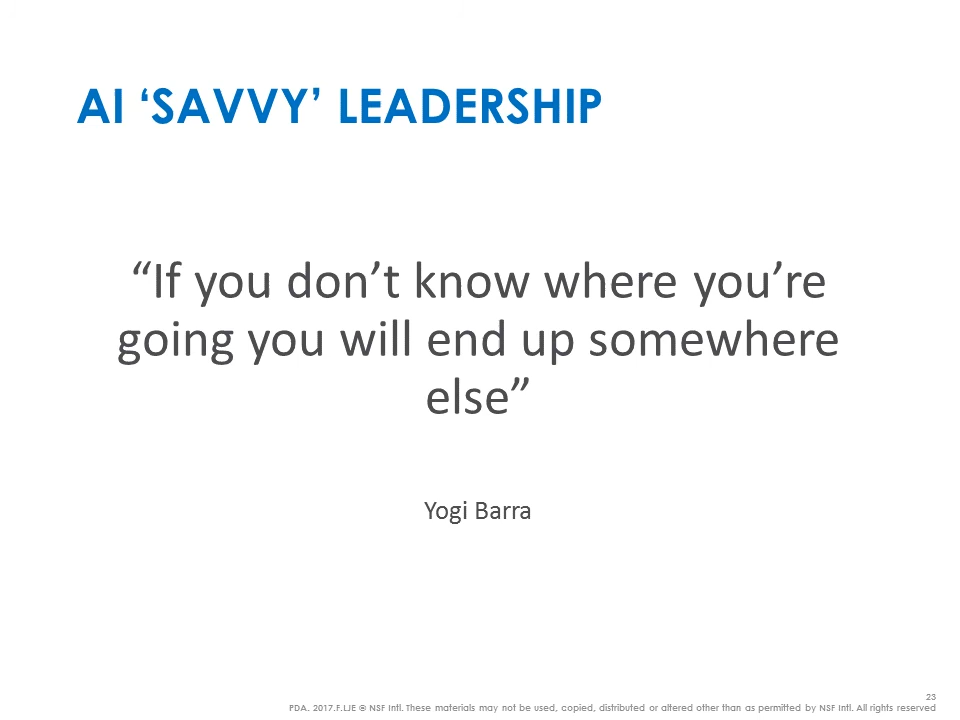 AI ‘SAVVY’ LEADERSHIP
“If you don’t know where you’re
going you will end up somewhere
else”
Yogi Barra
23
PDA. 2017.F.LJE ® NSF Intl. These materials may not be used, copied, distributed or altered other than as permitted by NSF Intl. All rights reserved